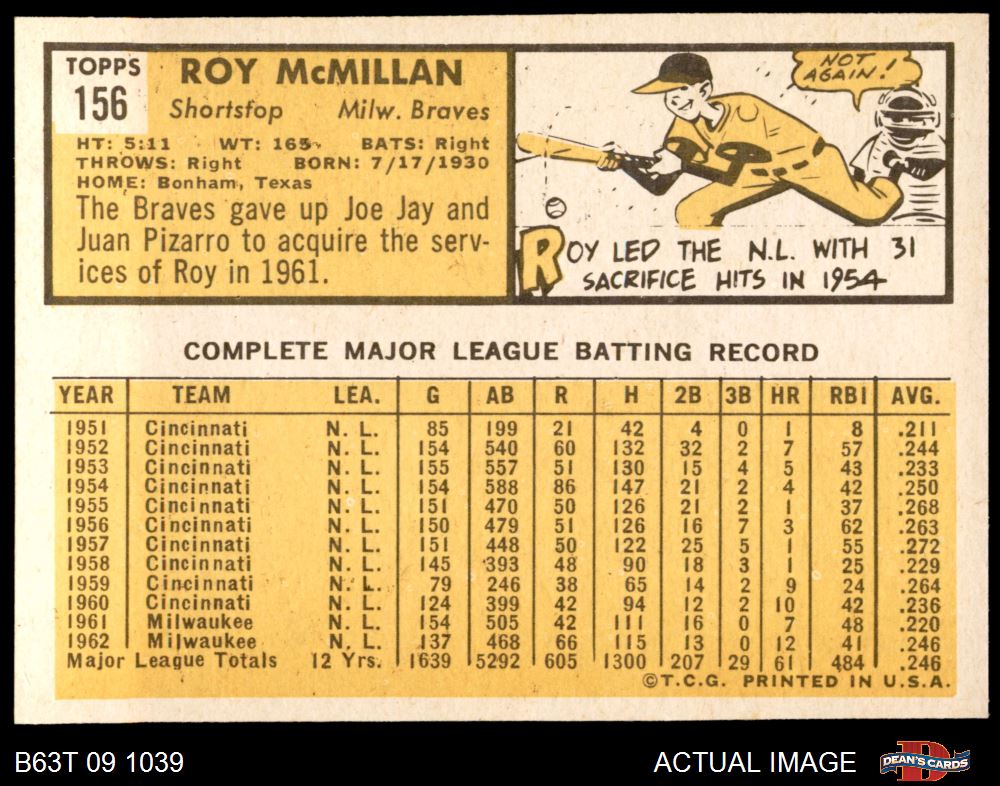 TOPPS
156
ROY McMILLAN
Shortstop Milw. Braves
HT: 5:11 WT: 165 BATS: Right
THROWS: Right BORN: 7/17/1930
HOME: Bonham, Texas
The Braves gave up Joe Jay and
Juan Pizarro to acquire the serv-
ices of Roy in 1961.
NOT
AGAIN!
ROY LED THE N.L. WITH 31
SACRIFICE HITS IN 1954
COMPLETE MAJOR LEAGUE BATTING RECORD
YEAR TEAM LEA. G AB R H 2B 3B HR RBI AVG.
1951 Cincinnati N. L. 85 199 21 42 4 0 1 8 .211
1952 Cincinnati N. L. 154 540 60 132 32 2 7 57 .244
1953 Cincinnati N. L. 155 557 51 130 15 4 5 43 .233
1954 Cincinnati N. L. 154 588 86 147 21 2 4 42 .250
1955 Cincinnati N. L. 151 470 50 126 21 2 1 37 .268
1956 Cincinnati N. L. 150 479 51 126 16 7 3 62 .263
1957 Cincinnati N. L. 151 448 50 122 25 5 1 55 .272
1958 Cincinnati N. L. 145 393 48 90 18 3 1 25 .229
1959 Cincinnati N. L. 79 246 38 65 14 2 9 24 .264
1960 Cincinnati N. L. 124 399 42 94 12 2 10 42 .236
1961 Milwaukee N. L. 154 505 42 111 16 0 7 48 .220
1962 Milwaukee N. L. 137 468 66 115 13 0 12 41 .246
Major League Totals 12 Yrs. 1639 5292 605 1300 207 29 61 484 .246
©T.C.G. PRINTED IN U.S.A.
B63T 09 1039
ACTUAL IMAGE
D
DEAN'S CARDS